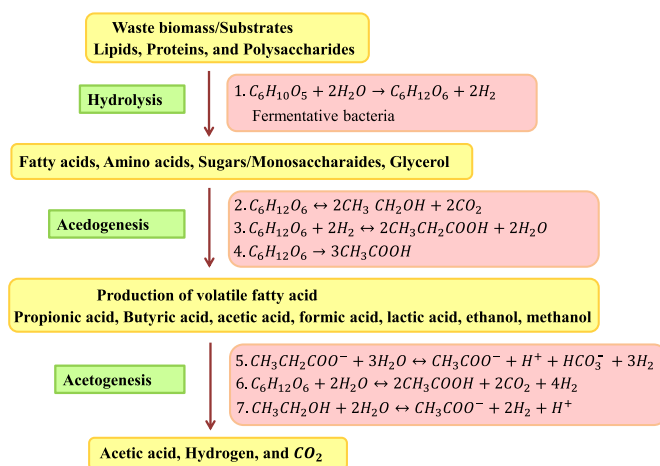 Waste biomass/Substrates
Lipids, Proteins, and Polysaccharides
Hydrolysis
1. C₆H₁₀O₅ + 2H₂O → C₆H₁₂O₆ + 2H₂
Fermentative bacteria
Fatty acids, Amino acids, Sugars/Monosaccharaides, Glycerol
Acedogenesis
2. C₆H₁₂O₆ ↔ 2CH₃ CH₂OH + 2CO₂
3. C₆H₁₂O₆ + 2H₂ ↔ 2CH₃CH₂COOH + 2H₂O
4. C₆H₁₂O₆ → 3CH₃COOH
Production of volatile fatty acid
Propionic acid, Butyric acid, acetic acid, formic acid, lactic acid, ethanol, methanol
Acetogenesis
5. CH₃CH₂COO⁻ + 3H₂O ↔ CH₃COO⁻ + H⁺ + HCO₃⁻ + 3H₂
6. C₆H₁₂O₆ + 2H₂O ↔ 2CH₃COOH + 2CO₂ + 4H₂
7. CH₃CH₂OH + 2H₂O ↔ CH₃COO⁻ + 2H₂ + H⁺
Acetic acid, Hydrogen, and CO₂